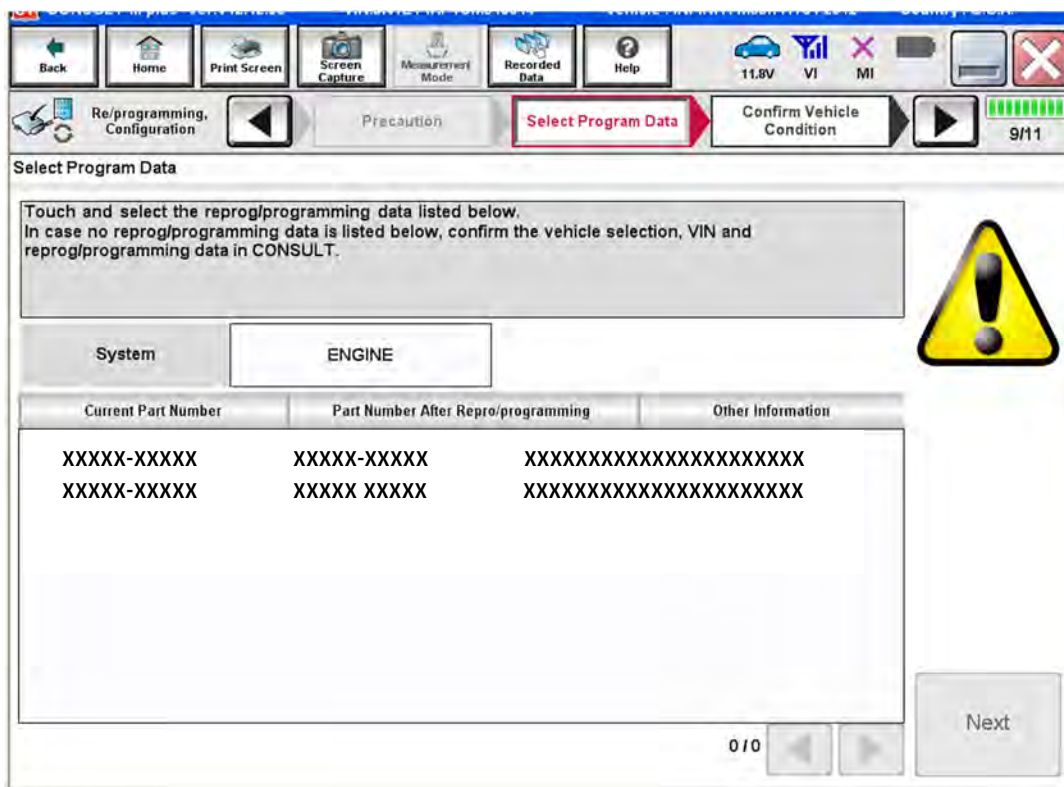 Back
Home
Print Screen
Screen
Capture
Measurement
Mode
Recorded
Data
Help
11.8V
VI
MI
Re/programming,
Configuration
Precaution
Select Program Data
Confirm Vehicle
Condition
9/11
Select Program Data
Touch and select the reprog/programming data listed below.
In case no reprog/programming data is listed below, confirm the vehicle selection, VIN and
reprog/programming data in CONSULT.
System
ENGINE
Current Part Number
Part Number After Repro/programming
Other Information
XXXXX-XXXXX XXXXX-XXXXX XXXXXXXXXXXXXXXXXXXXXX
XXXXX-XXXXX XXXXX XXXXX XXXXXXXXXXXXXXXXXXXXXX
0/0
Next